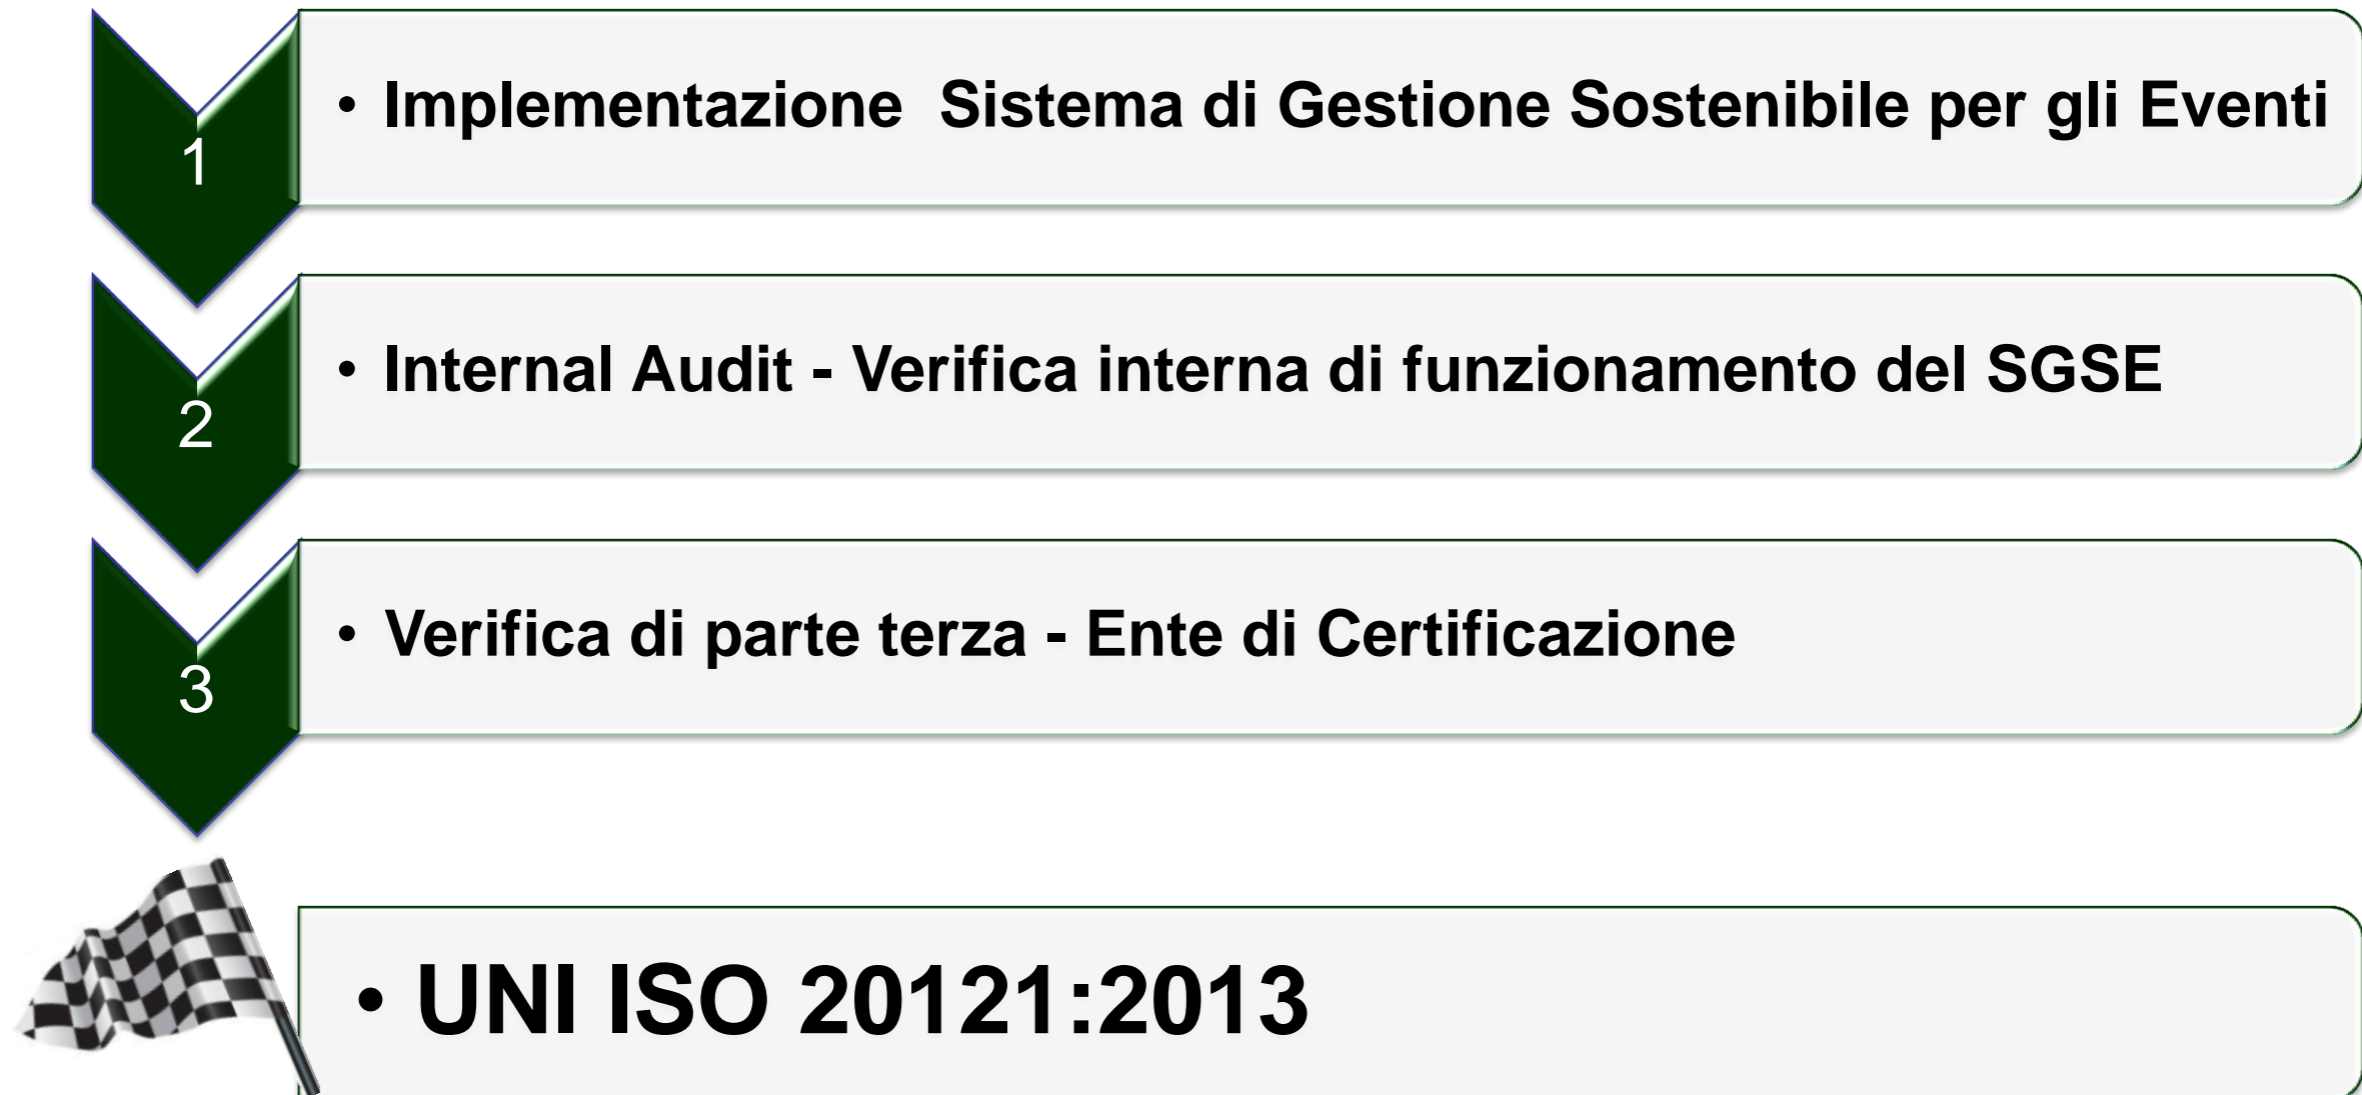 1
• Implementazione  Sistema di Gestione Sostenibile per gli Eventi
2
• Internal Audit - Verifica interna di funzionamento del SGSE
3
• Verifica di parte terza - Ente di Certificazione
• UNI ISO 20121:2013